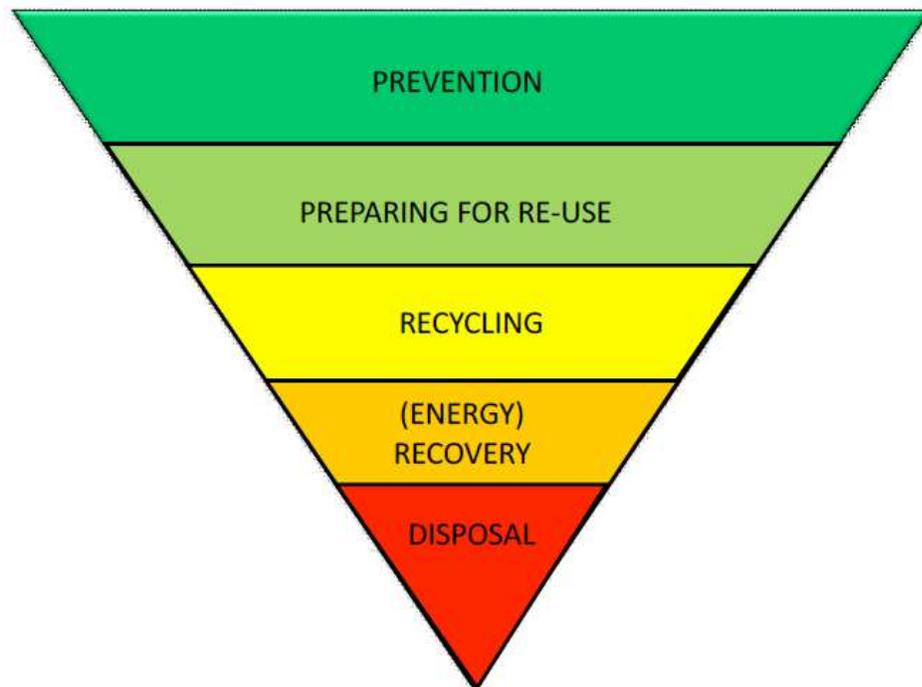 PREVENTION
PREPARING FOR RE-USE
RECYCLING
(ENERGY)
RECOVERY
DISPOSAL